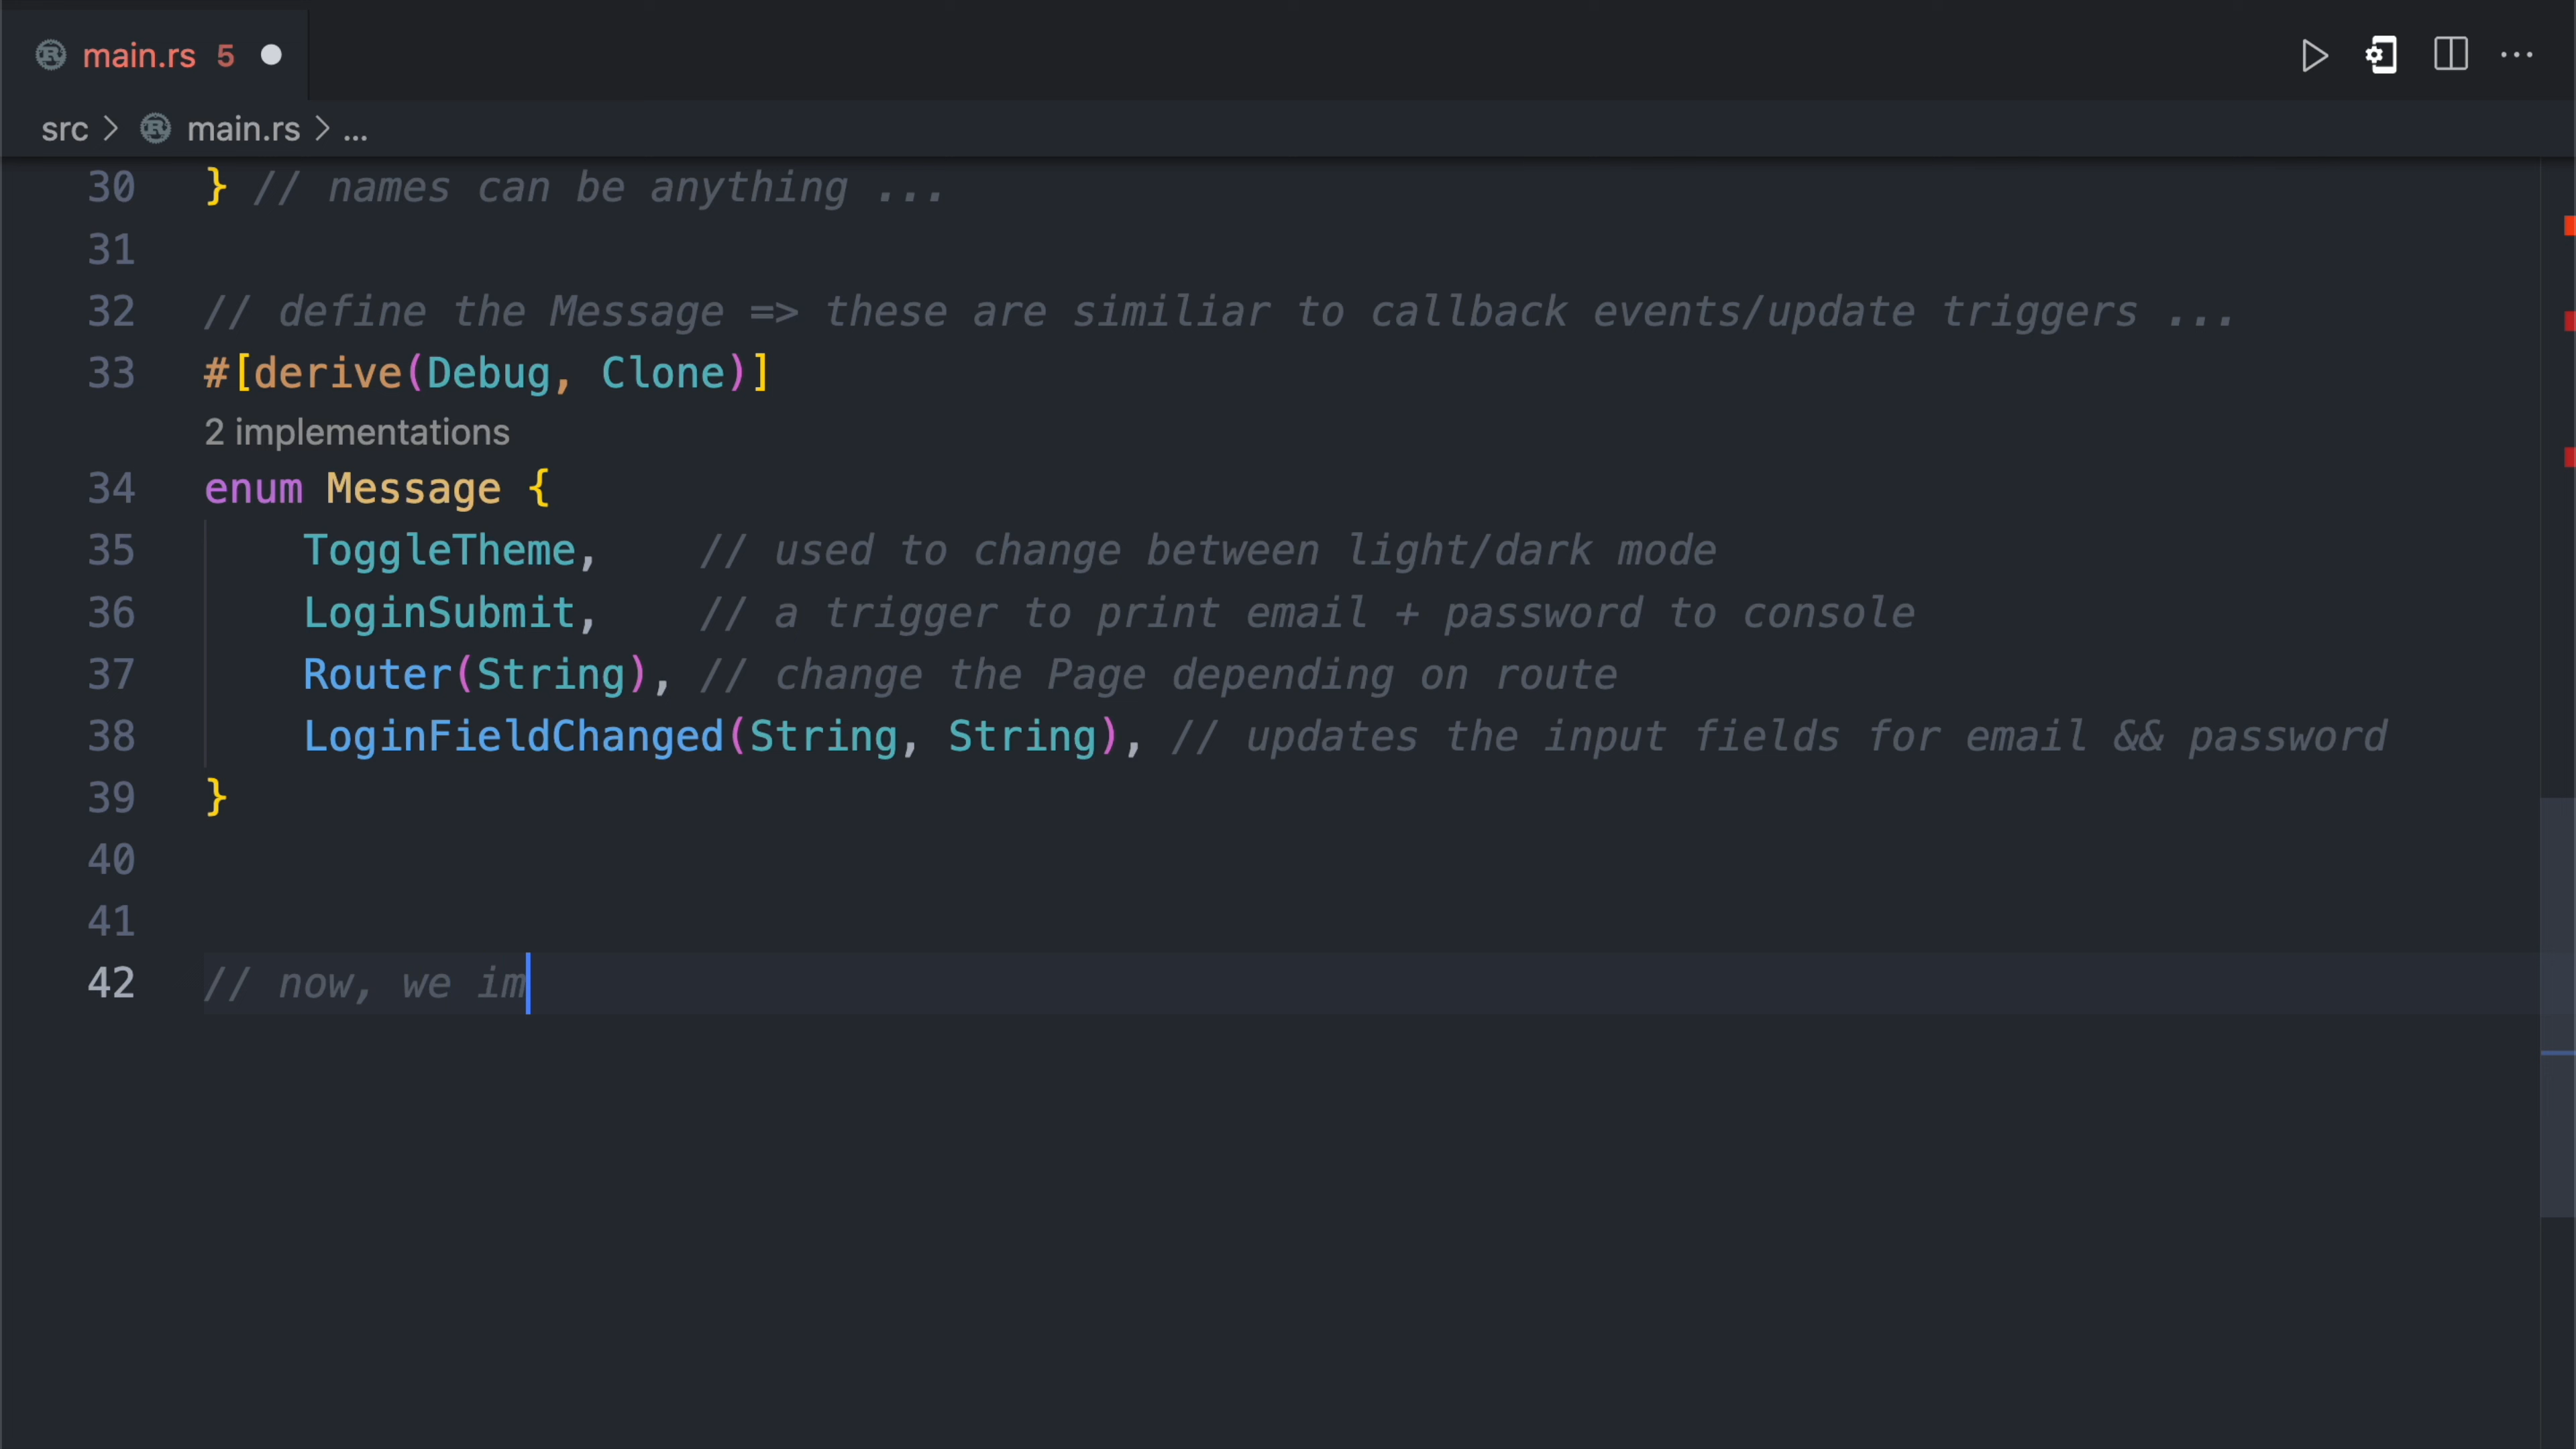 main.rs 5
src > main.rs > ...
30 } // names can be anything ...
31
32 // define the Message => these are similiar to callback events/update triggers ...
33 #[derive(Debug, Clone)]
2 implementations
34 enum Message {
35 ToggleTheme, // used to change between light/dark mode
36 LoginSubmit, // a trigger to print email + password to console
37 Router(String), // change the Page depending on route
38 LoginFieldChanged(String, String), // updates the input fields for email && password
39 }
40
41
42 // now, we im